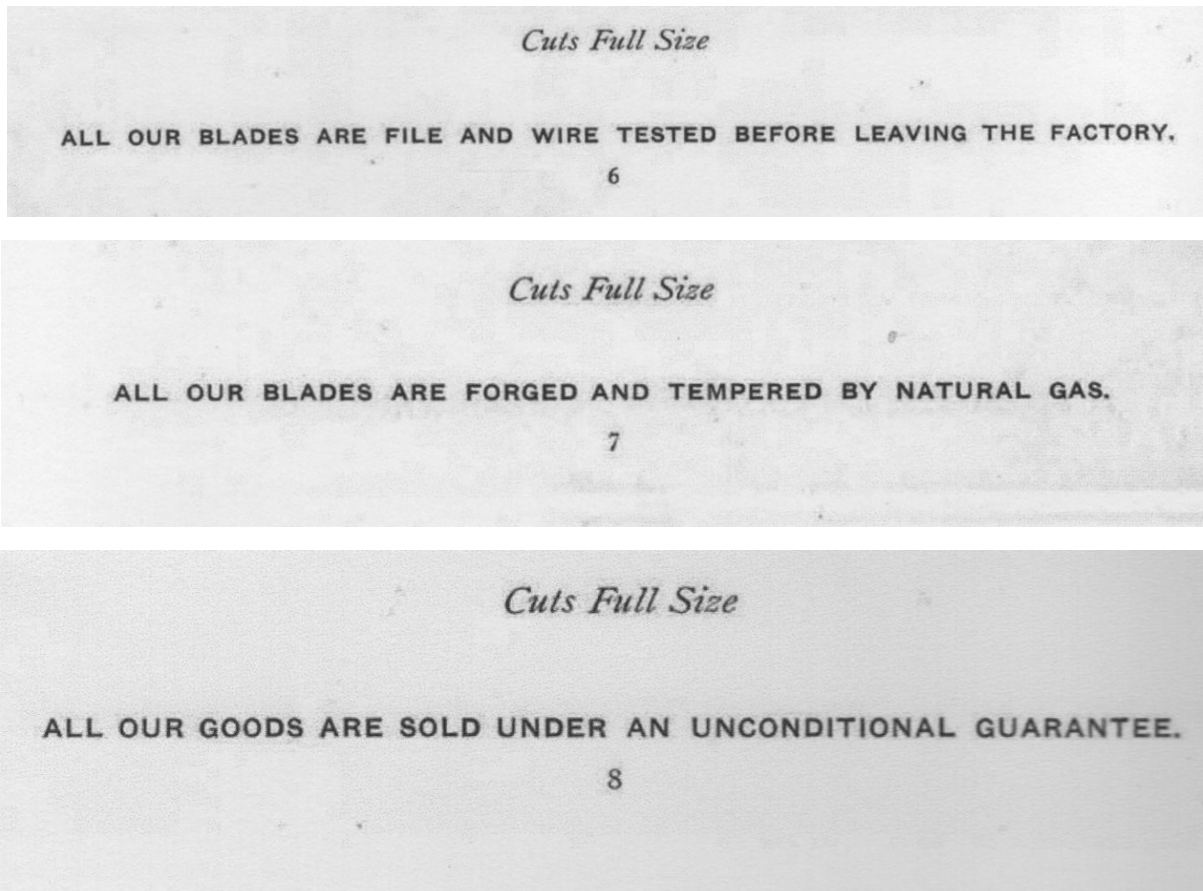 Cuts Full Size
ALL OUR BLADES ARE FILE AND WIRE TESTED BEFORE LEAVING THE FACTORY.
6
Cuts Full Size
ALL OUR BLADES ARE FORGED AND TEMPERED BY NATURAL GAS.
7
Cuts Full Size
ALL OUR GOODS ARE SOLD UNDER AN UNCONDITIONAL GUARANTEE.
8